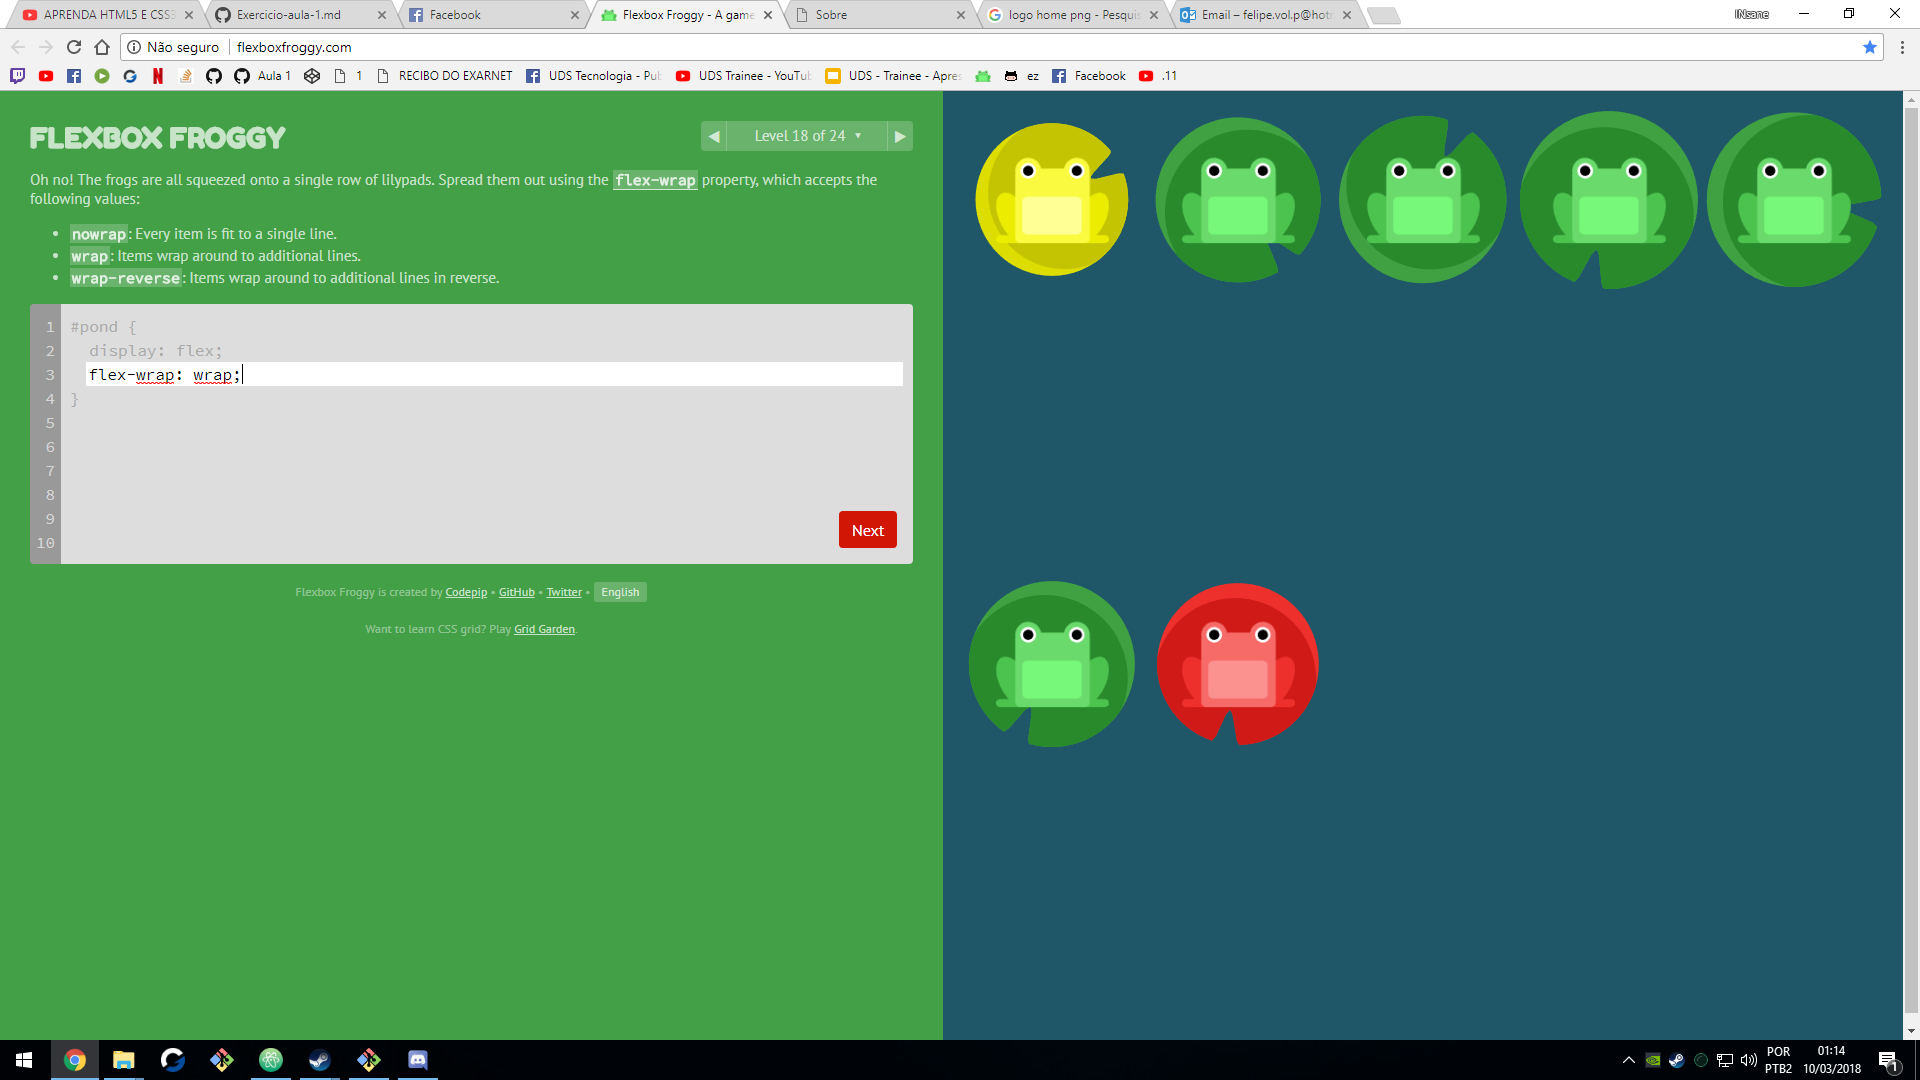 APRENDA HTML5 E CSS3
Exercicio-aula-1.md
Facebook
Flexbox Froggy - A game
Sobre
logo home png - Pesquis
Email – felipe.vol.p@hotm
INsane
Não seguro
flexboxfroggy.com
Aula 1
1
RECIBO DO EXARNET
UDS Tecnologia - Pub
UDS Trainee - YouTub
UDS - Trainee - Apres
ez
Facebook
.11
FLEXBOX FROGGY
◀ Level 18 of 24 ▼ ▶
Oh no! The frogs are all squeezed onto a single row of lilypads. Spread them out using the flex-wrap property, which accepts the
following values:
• nowrap: Every item is fit to a single line.
• wrap: Items wrap around to additional lines.
• wrap-reverse: Items wrap around to additional lines in reverse.
1 #pond {
2 display: flex;
3 flex-wrap: wrap;
4 }
5
6
7
8
9
10
Next
Flexbox Froggy is created by Codepip • GitHub • Twitter • English
Want to learn CSS grid? Play Grid Garden.
POR
PTB2
01:14
10/03/2018
1